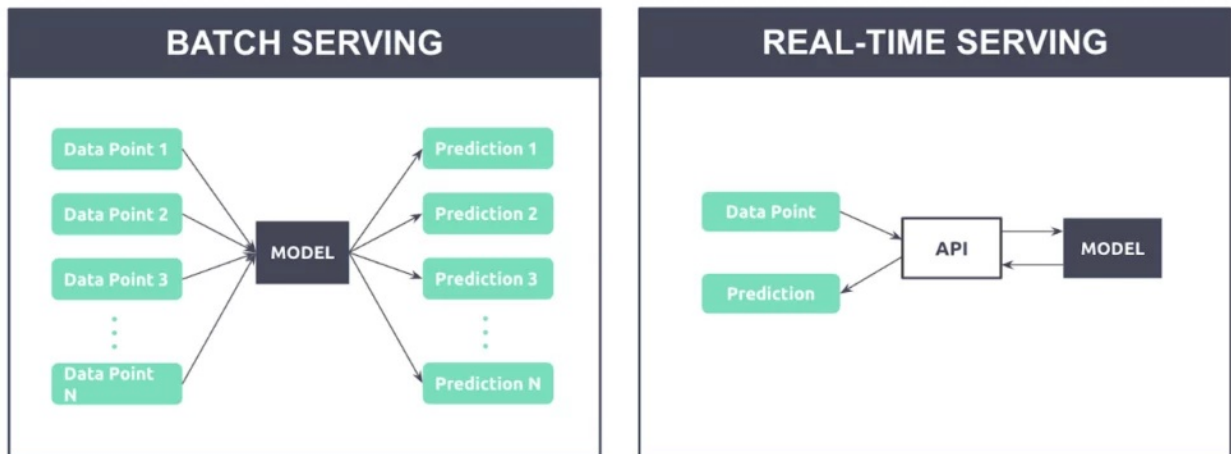 BATCH SERVING
Data Point 1
Data Point 2
Data Point 3
Data Point
N
MODEL
Prediction 1
Prediction 2
Prediction 3
Prediction N
REAL-TIME SERVING
Data Point
Prediction
API
MODEL